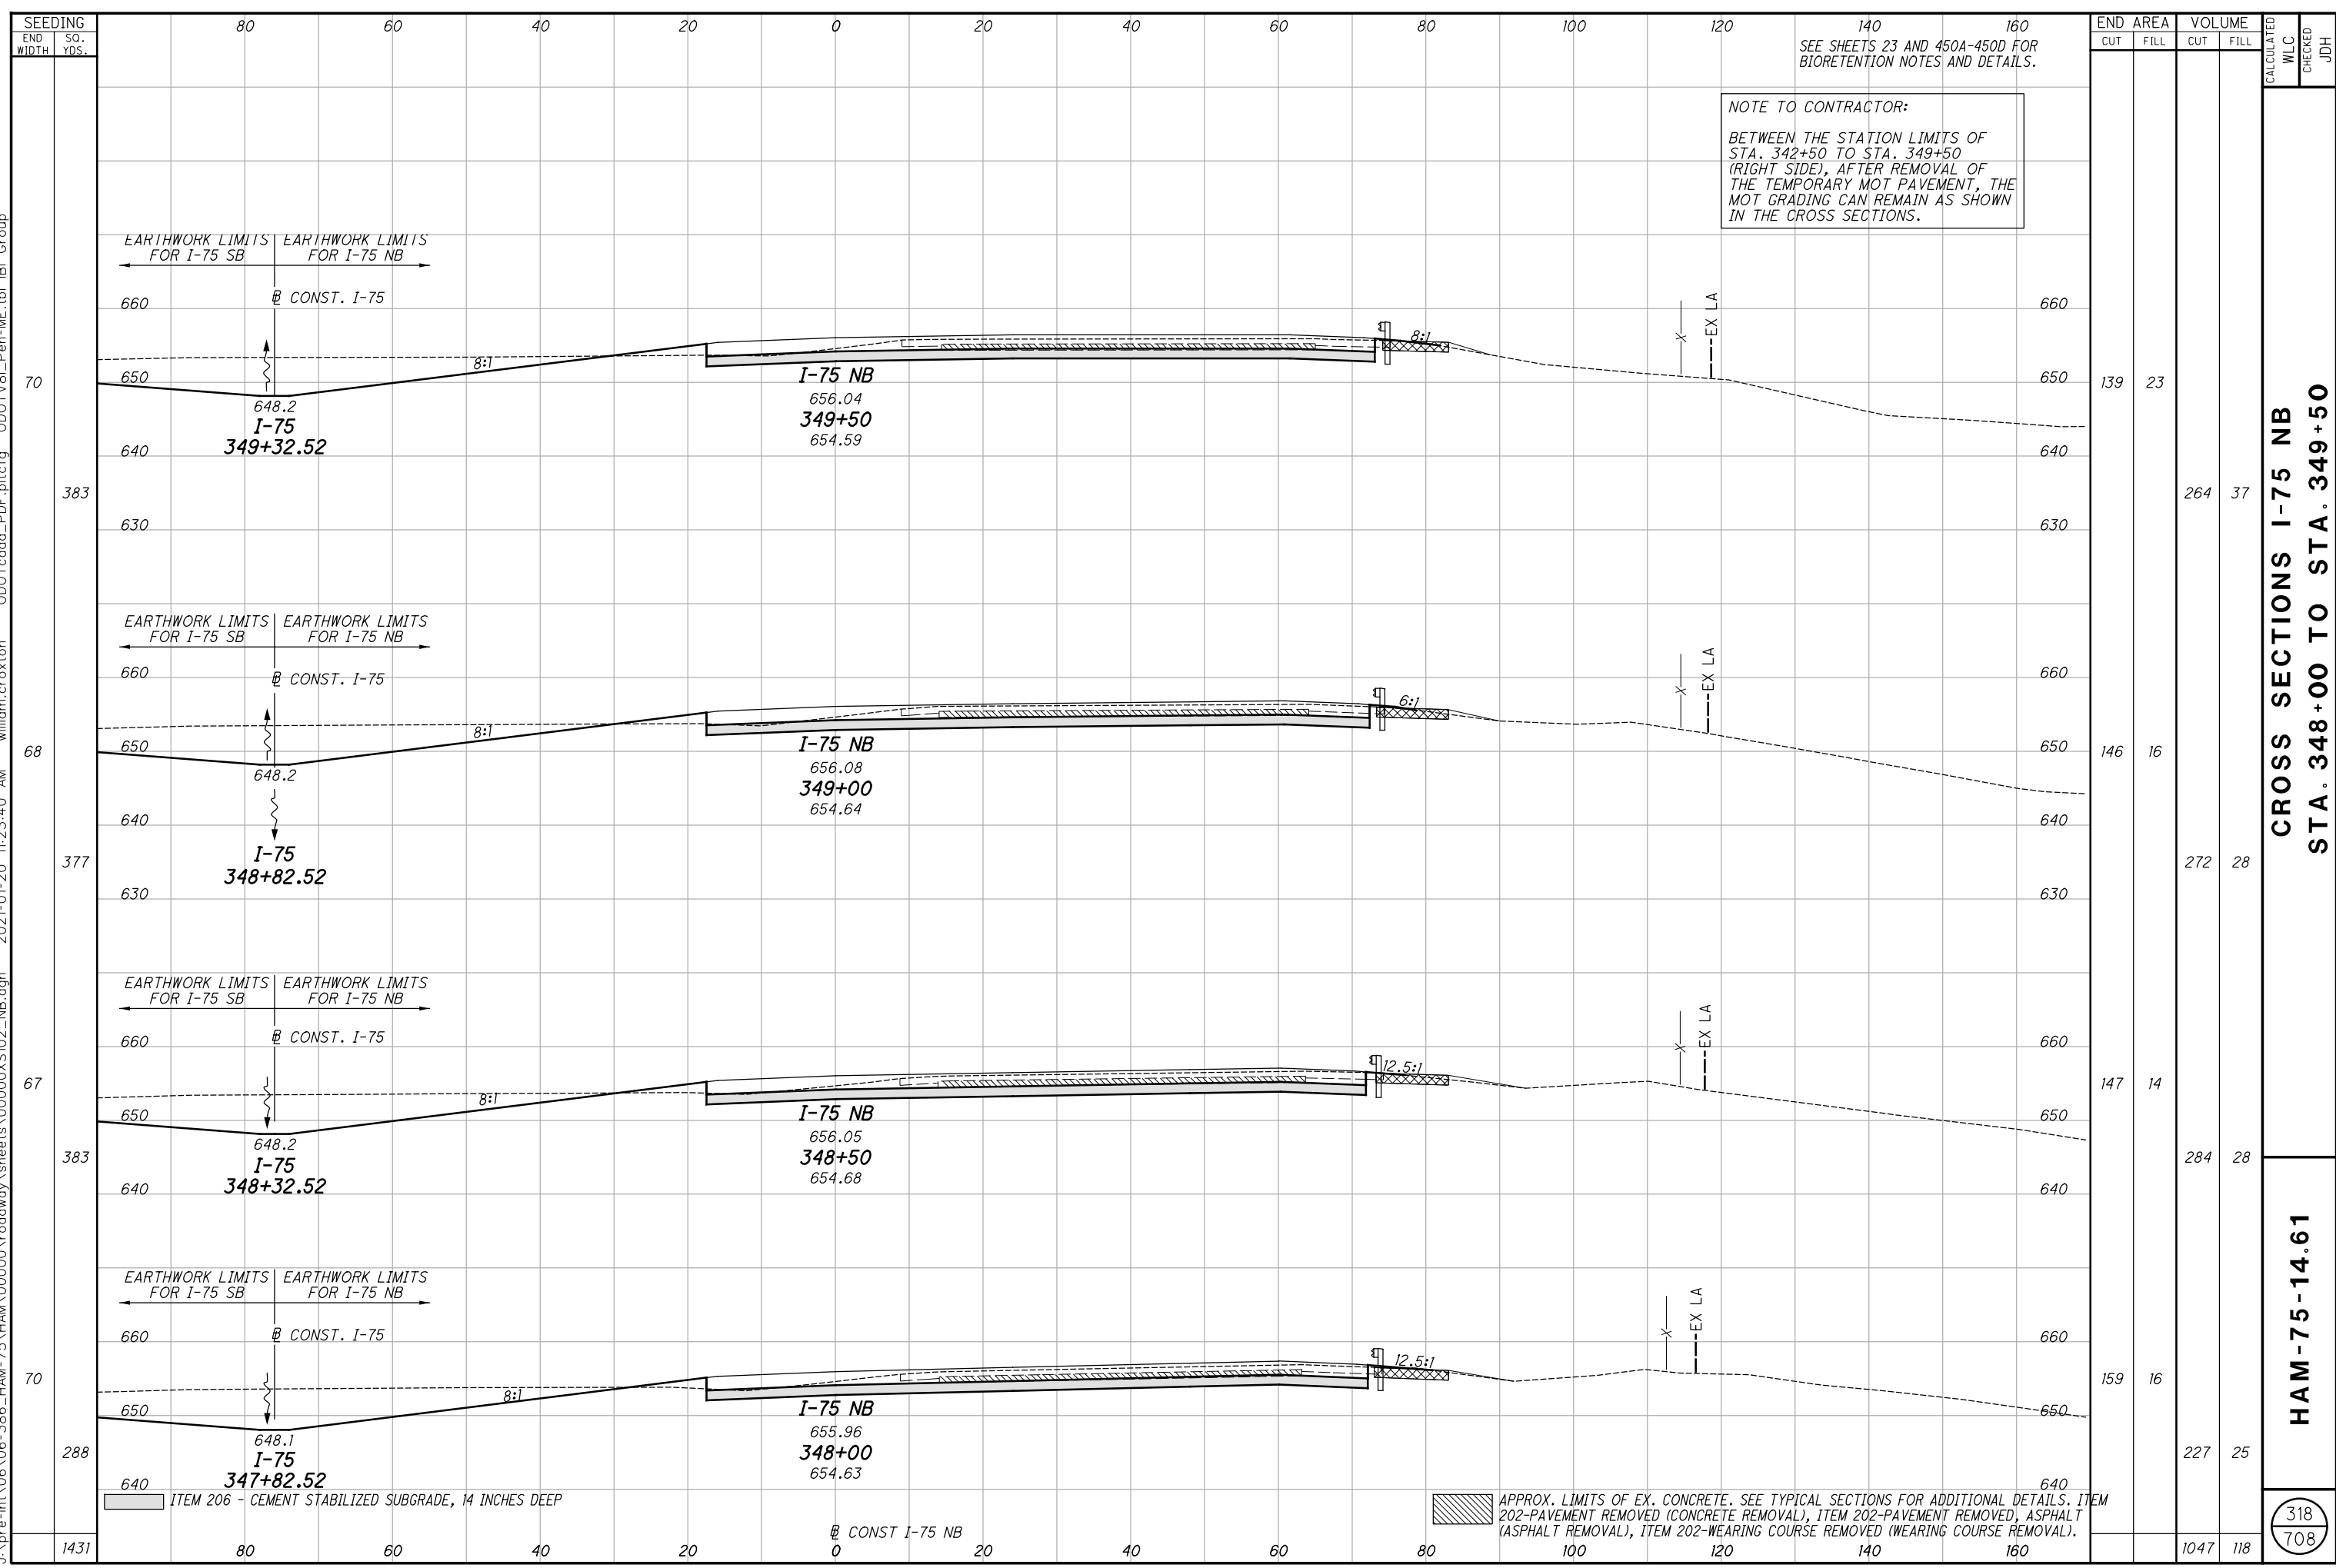 SEEDING
END WIDTH
SQ. YDS.
80 60 40 20 0 20 40 60 80 100 120 140 160
END AREA
CUT FILL
VOLUME
CUT FILL
CALCULATED
WLC
CHECKED
JDH
SEE SHEETS 23 AND 450A-450D FOR
BIORETENTION NOTES AND DETAILS.
NOTE TO CONTRACTOR:
BETWEEN THE STATION LIMITS OF
STA. 342+50 TO STA. 349+50
(RIGHT SIDE), AFTER REMOVAL OF
THE TEMPORARY MOT PAVEMENT, THE
MOT GRADING CAN REMAIN AS SHOWN
IN THE CROSS SECTIONS.
EARTHWORK LIMITS EARTHWORK LIMITS
FOR I-75 SB FOR I-75 NB
660 BL CONST. I-75 EX LA 660
X
8:1 8:1
70 650 I-75 NB 650 139 23
648.2 656.04
I-75 349+50
349+32.52 654.59
640 640
383 264 37
630 630
EARTHWORK LIMITS EARTHWORK LIMITS
FOR I-75 SB FOR I-75 NB
660 BL CONST. I-75 EX LA 660
X
8:1 6:1
68 650 I-75 NB 650 146 16
648.2 656.08
349+00
654.64
640 640
I-75
348+82.52
377 272 28
630 630
EARTHWORK LIMITS EARTHWORK LIMITS
FOR I-75 SB FOR I-75 NB
660 BL CONST. I-75 EX LA 660
X
8:1 12.5:1
67 650 I-75 NB 650 147 14
648.2 656.05
I-75 348+50
348+32.52 654.68
383 284 28
640 640
EARTHWORK LIMITS EARTHWORK LIMITS
FOR I-75 SB FOR I-75 NB
660 BL CONST. I-75 EX LA 660
X
8:1 12.5:1
70 650 I-75 NB 650 159 16
648.1 655.96
I-75 348+00
347+82.52 654.63
288 227 25
640 640
ITEM 206 - CEMENT STABILIZED SUBGRADE, 14 INCHES DEEP
APPROX. LIMITS OF EX. CONCRETE. SEE TYPICAL SECTIONS FOR ADDITIONAL DETAILS. ITEM
202-PAVEMENT REMOVED (CONCRETE REMOVAL), ITEM 202-PAVEMENT REMOVED, ASPHALT
(ASPHALT REMOVAL), ITEM 202-WEARING COURSE REMOVED (WEARING COURSE REMOVAL).
BL CONST I-75 NB
1431 1047 118
80 60 40 20 0 20 40 60 80 100 120 140 160
CROSS SECTIONS I-75 NB
STA. 348+00 TO STA. 349+50
HAM-75-14.61
318
708
2021-01-20 11:23:40 AM